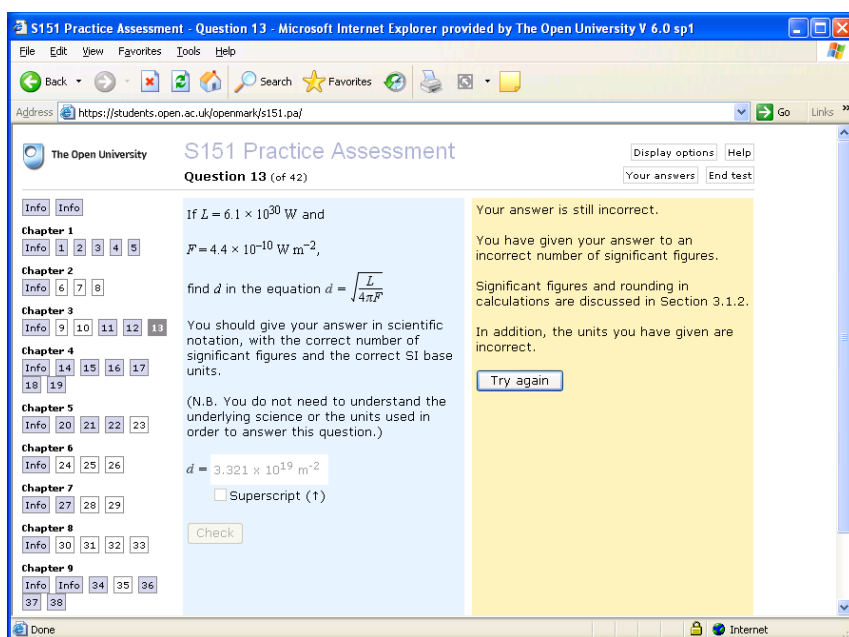 S151 Practice Assessment - Question 13 - Microsoft Internet Explorer provided by The Open University V 6.0 sp1
File Edit View Favorites Tools Help
Back Search Favorites
Address https://students.open.ac.uk/openmark/s151.pa/ Go Links »
The Open University
S151 Practice Assessment
Question 13 (of 42)
Display options Help
Your answers End test
Info Info
Chapter 1
Info 1 2 3 4 5
Chapter 2
Info 6 7 8
Chapter 3
Info 9 10 11 12 13
Chapter 4
Info 14 15 16 17
18 19
Chapter 5
Info 20 21 22 23
Chapter 6
Info 24 25 26
Chapter 7
Info 27 28 29
Chapter 8
Info 30 31 32 33
Chapter 9
Info Info 34 35 36
37 38
If L = 6.1 × 10³⁰ W and
F = 4.4 × 10⁻¹⁰ W m⁻²,
find d in the equation d = √(L/4πF)
You should give your answer in scientific
notation, with the correct number of
significant figures and the correct SI base
units.
(N.B. You do not need to understand the
underlying science or the units used in
order to answer this question.)
d = 3.321 x 10¹⁹ m⁻²
Superscript (↑)
Check
Your answer is still incorrect.
You have given your answer to an
incorrect number of significant figures.
Significant figures and rounding in
calculations are discussed in Section 3.1.2.
In addition, the units you have given are
incorrect.
Try again
Done Internet